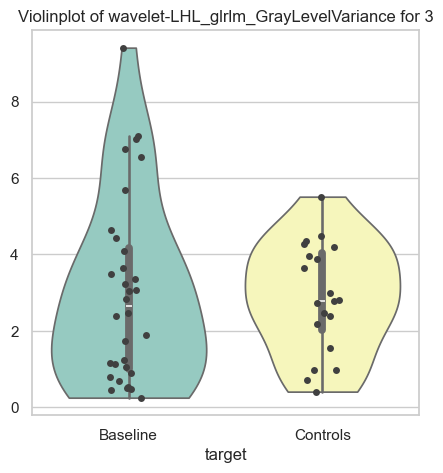 Violinplot of wavelet-LHL_glrlm_GrayLevelVariance for 3
8
6
4
2
0
Baseline Controls
target